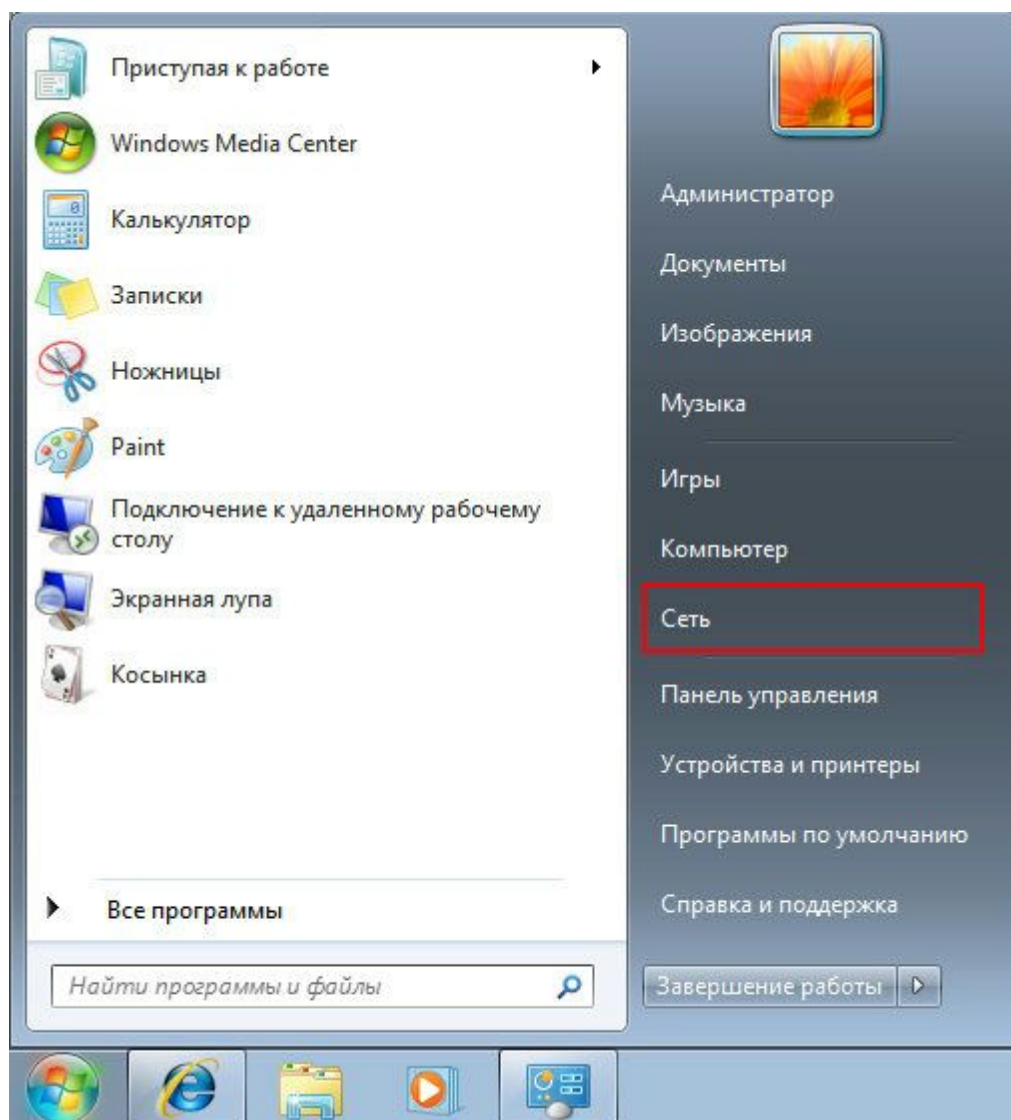 Приступая к работе
Windows Media Center
Калькулятор
Записки
Ножницы
Paint
Подключение к удаленному рабочему
столу
Экранная лупа
Косынка
Все программы
Найти программы и файлы
Администратор
Документы
Изображения
Музыка
Игры
Компьютер
Сеть
Панель управления
Устройства и принтеры
Программы по умолчанию
Справка и поддержка
Завершение работы